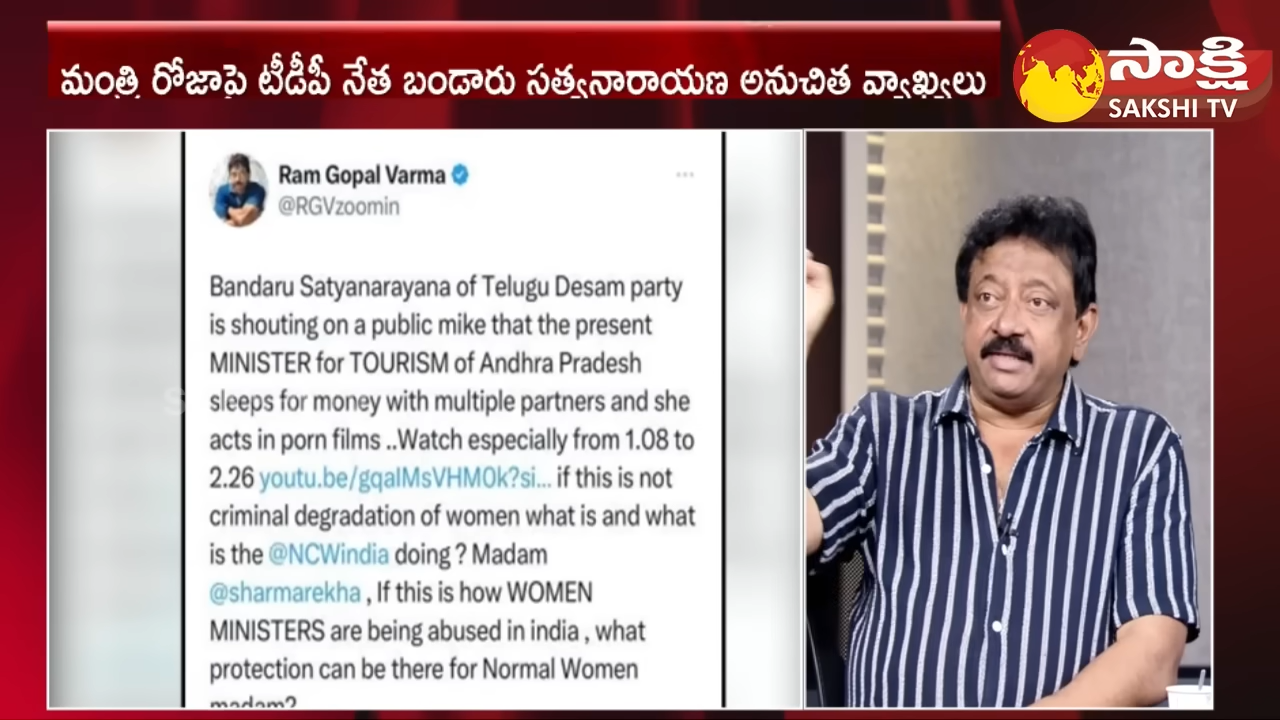 మంత్రి రోజాపై టీడీపీ నేత బండారు సత్యనారాయణ అనుచిత వ్యాఖ్యలు
సాక్షి
SAKSHI TV
Ram Gopal Varma
@RGVzoomin
Bandaru Satyanarayana of Telugu Desam party
is shouting on a public mike that the present
MINISTER for TOURISM of Andhra Pradesh
sleeps for money with multiple partners and she
acts in porn films ..Watch especially from 1.08 to
2.26 youtu.be/gqaIMsVHM0k?si... if this is not
criminal degradation of women what is and what
is the @NCWindia doing ? Madam
@sharmarekha , If this is how WOMEN
MINISTERS are being abused in india , what
protection can be there for Normal Women
madam?